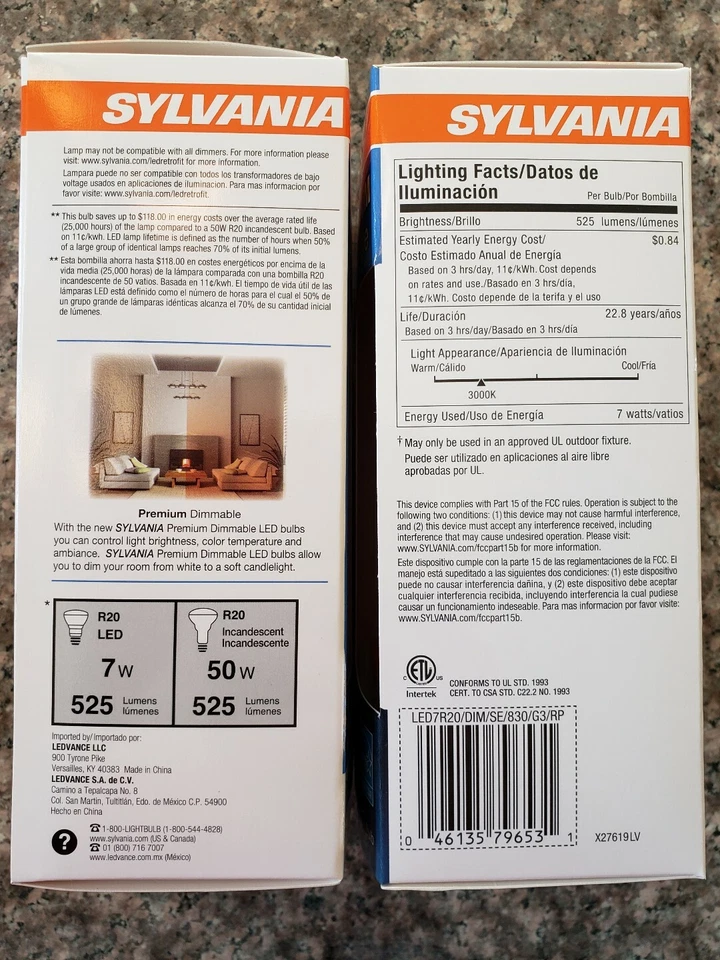 SYLVANIA
Lamp may not be compatible with all dimmers. For more information please
visit: www.sylvania.com/ledretrofit for more information.
Lampara puede no ser compatible con todos los transformadores de bajo
voltage usados en aplicaciones de iluminacion. Para mas informacion por
favor visite: www.sylvania.com/ledretrofit.
** This bulb saves up to $118.00 in energy costs over the average rated life
(25,000 hours) of the lamp compared to a 50W R20 incandescent bulb. Based
on 11¢/kwh. LED lamp lifetime is defined as the number of hours when 50%
of a large group of identical lamps reaches 70% of its initial lumens.
** Esta bombilla ahorra hasta $118.00 en costes energéticos por encima de la
vida media (25,000 horas) de la lámpara comparada con una bombilla R20
incandescente de 50 vatios. Basada en 11¢/kwh. El tiempo de vida útil de las
lámparas LED está definido como el número de horas para el cual el 50% de
un grupo grande de lámparas idénticas alcanza el 70% de su cantidad inicial
de lúmenes.
Premium Dimmable
With the new SYLVANIA Premium Dimmable LED bulbs
you can control light brightness, color temperature and
ambiance. SYLVANIA Premium Dimmable LED bulbs allow
you to dim your room from white to a soft candlelight.
*
R20
LED
7 W
525 Lumens
lúmenes
R20
Incandescent
Incandescente
50 W
525 Lumens
lúmenes
Imported by/Importado por:
LEDVANCE LLC
900 Tyrone Pike
Versailles, KY 40383 Made in China
LEDVANCE S.A. de C.V.
Camino a Tepalcapa No. 8
Col. San Martin, Tultitlán, Edo. de México C.P. 54900
Hecho en China
?
1-800-LIGHTBULB (1-800-544-4828)
www.sylvania.com (US & Canada)
01 (800) 716 7007
www.ledvance.com.mx (México)
SYLVANIA
Lighting Facts/Datos de
Iluminación
Per Bulb/Por Bombilla
Brightness/Brillo 525 lumens/lúmenes
Estimated Yearly Energy Cost/ $0.84
Costo Estimado Anual de Energía
Based on 3 hrs/day, 11¢/kWh. Cost depends
on rates and use./Basado en 3 hrs/día,
11¢/kWh. Costo depende de la terifa y el uso
Life/Duración 22.8 years/años
Based on 3 hrs/day/Basado en 3 hrs/día
Light Appearance/Apariencia de Iluminación
Warm/Cálido Cool/Fría
3000K
Energy Used/Uso de Energía 7 watts/vatios
† May only be used in an approved UL outdoor fixture.
Puede ser utilizado en aplicaciones al aire libre
aprobadas por UL.
This device complies with Part 15 of the FCC rules. Operation is subject to the
following two conditions: (1) this device may not cause harmful interference,
and (2) this device must accept any interference received, including
interference that may cause undesired operation. Please visit:
www.SYLVANIA.com/fccpart15b for more information.
Este dispositivo cumple con la parte 15 de las reglamentaciones de la FCC. El
manejo está supeditado a las siguientes dos condiciones: (1) este dispositivo
puede no causar interferencia dañina, y (2) este dispositivo debe aceptar
cualquier interferencia recibida, incluyendo interferencia la cual pudiese
causar un funcionamiento indeseable. Para mas informacion por favor visite:
www.SYLVANIA.com/fccpart15b.
C ETL US
Intertek
CONFORMS TO UL STD. 1993
CERT. TO CSA STD. C22.2 NO. 1993
LED7R20/DIM/SE/830/G3/RP
0 46135 79653 1
X27619LV